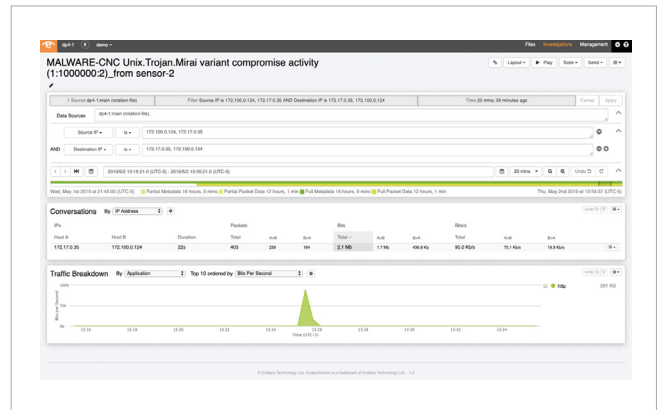 dp4-1 demo Files Investigations Management
MALWARE-CNC Unix.Trojan.Mirai variant compromise activity
(1:1000000:2)_from sensor-2
Layout Play Tools Send
1 Source dp4-1:main (rotation-file) Filter Source IP is 172.100.0.124, 172.17.0.35 AND Destination IP is 172.17.0.35, 172.100.0.124 Time 20 mins; 39 minutes ago Cancel Apply
Data Sources dp4-1:main (rotation-file),
Source IP is 172.100.0.124, 172.17.0.35
AND Destination IP is 172.17.0.35, 172.100.0.124
2019/5/2 13:15:21.0 (UTC-5) - 2019/5/2 13:35:21.0 (UTC-5) 20 mins Undo
Wed, May 1st 2019 at 21:45:00 (UTC-5) Partial Metadata 16 hours, 9 mins Partial Packet Data 12 hours, 1 min Full Metadata 16 hours, 9 mins Full Packet Data 12 hours, 1 min Thu, May 2nd 2019 at 13:54:37 (UTC-5)
Conversations By IP Address Undo
IPs Packets Bits Bits/s
Host A Host B Duration Total A>B B>A Total A>B B>A Total A>B B>A
172.17.0.35 172.100.0.124 22s 403 239 164 2.1 Mb 1.7 Mb 95.0 Kb/s 75.1 Kb/s 19.9 Kb/s
Traffic Breakdown By Application Top 10 ordered by Bits Per Second Undo
100k http
Bits per Second
50k
0k
13:16 13:18 13:20 13:22 13:24 13:26 13:28 13:30 13:32 13:34
Time (UTC-5)
© Endace Technology Ltd. EndaceVision is a trademark of Endace Technology Ltd.